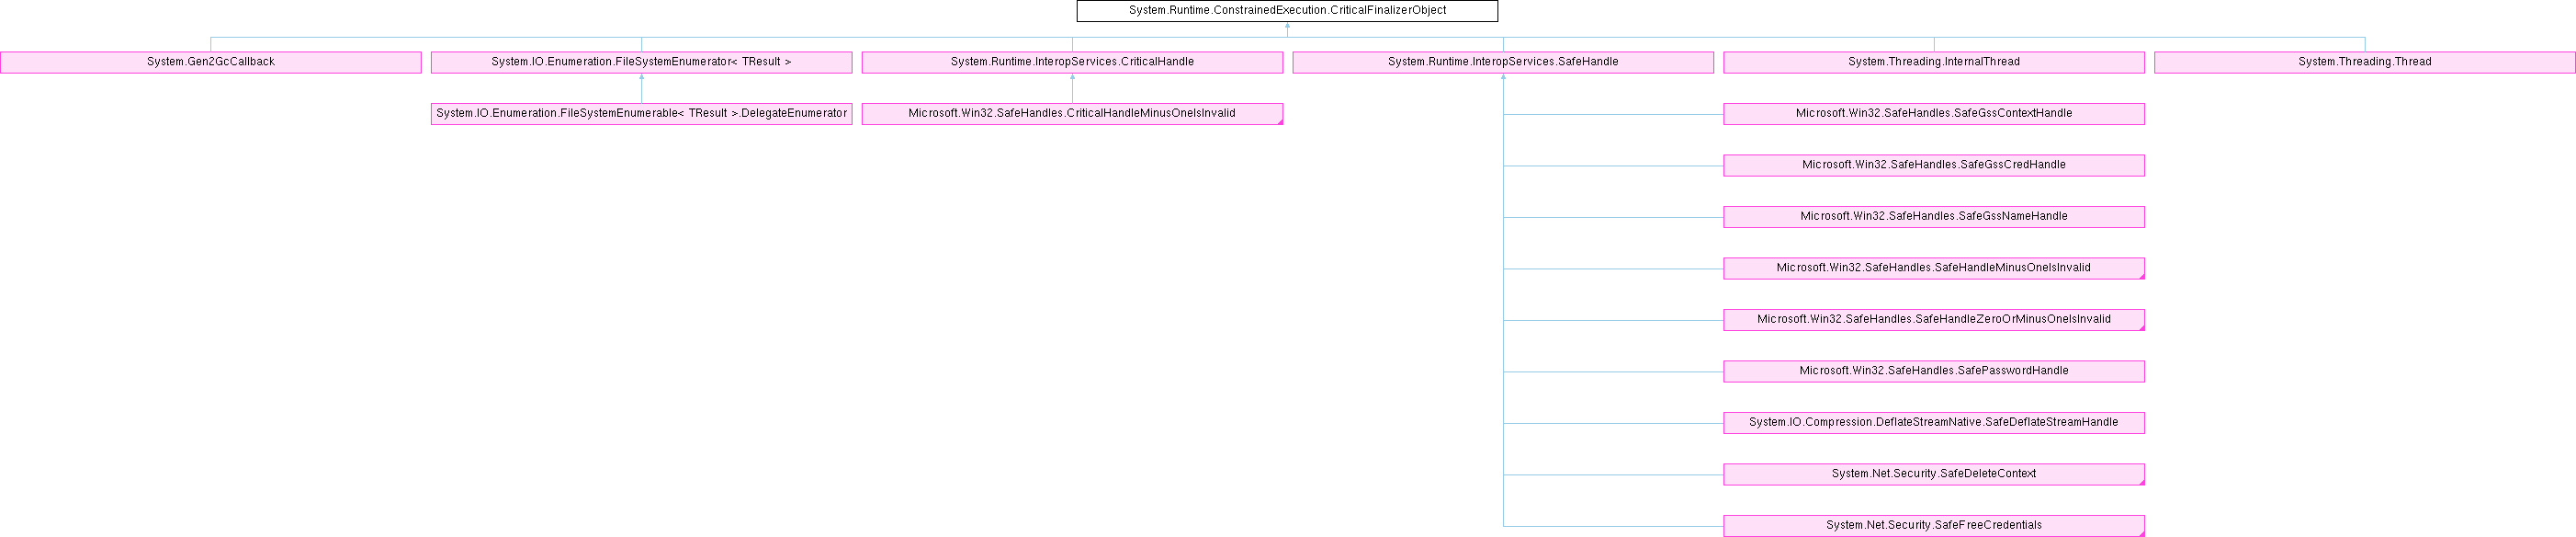 System.Runtime.ConstrainedExecution.CriticalFinalizerObject
System.Gen2GcCallback
System.IO.Enumeration.FileSystemEnumerator< TResult >
System.Runtime.InteropServices.CriticalHandle
System.Runtime.InteropServices.SafeHandle
System.Threading.InternalThread
System.Threading.Thread
System.IO.Enumeration.FileSystemEnumerable< TResult >.DelegateEnumerator
Microsoft.Win32.SafeHandles.CriticalHandleMinusOneIsInvalid
Microsoft.Win32.SafeHandles.SafeGssContextHandle
Microsoft.Win32.SafeHandles.SafeGssCredHandle
Microsoft.Win32.SafeHandles.SafeGssNameHandle
Microsoft.Win32.SafeHandles.SafeHandleMinusOneIsInvalid
Microsoft.Win32.SafeHandles.SafeHandleZeroOrMinusOneIsInvalid
Microsoft.Win32.SafeHandles.SafePasswordHandle
System.IO.Compression.DeflateStreamNative.SafeDeflateStreamHandle
System.Net.Security.SafeDeleteContext
System.Net.Security.SafeFreeCredentials